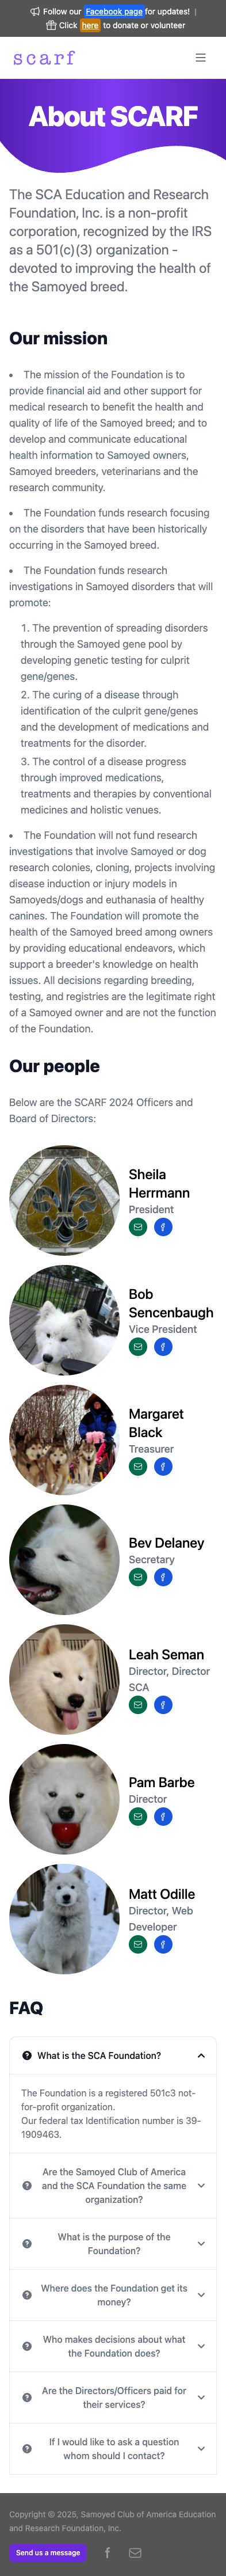 Follow our Facebook page for updates! |
Click here to donate or volunteer
scarf
About SCARF
The SCA Education and Research
Foundation, Inc. is a non-profit
corporation, recognized by the IRS
as a 501(c)(3) organization -
devoted to improving the health of
the Samoyed breed.
Our mission
• The mission of the Foundation is to
provide financial aid and other support for
medical research to benefit the health and
quality of life of the Samoyed breed; and to
develop and communicate educational
health information to Samoyed owners,
Samoyed breeders, veterinarians and the
research community.
• The Foundation funds research focusing
on the disorders that have been historically
occurring in the Samoyed breed.
• The Foundation funds research
investigations in Samoyed disorders that will
promote:
1. The prevention of spreading disorders
through the Samoyed gene pool by
developing genetic testing for culprit
gene/genes.
2. The curing of a disease through
identification of the culprit gene/genes
and the development of medications and
treatments for the disorder.
3. The control of a disease progress
through improved medications,
treatments and therapies by conventional
medicines and holistic venues.
• The Foundation will not fund research
investigations that involve Samoyed or dog
research colonies, cloning, projects involving
disease induction or injury models in
Samoyeds/dogs and euthanasia of healthy
canines. The Foundation will promote the
health of the Samoyed breed among owners
by providing educational endeavors, which
support a breeder's knowledge on health
issues. All decisions regarding breeding,
testing, and registries are the legitimate right
of a Samoyed owner and are not the function
of the Foundation.
Our people
Below are the SCARF 2024 Officers and
Board of Directors:
Sheila
Herrmann
President
Bob
Sencenbaugh
Vice President
Margaret
Black
Treasurer
Bev Delaney
Secretary
Leah Seman
Director, Director
SCA
Pam Barbe
Director
Matt Odille
Director, Web
Developer
FAQ
What is the SCA Foundation?
The Foundation is a registered 501c3 not-
for-profit organization.
Our federal tax Identification number is 39-
1909463.
Are the Samoyed Club of America
and the SCA Foundation the same
organization?
What is the purpose of the
Foundation?
Where does the Foundation get its
money?
Who makes decisions about what
the Foundation does?
Are the Directors/Officers paid for
their services?
If I would like to ask a question
whom should I contact?
Copyright © 2025, Samoyed Club of America Education
and Research Foundation, Inc.
Send us a message